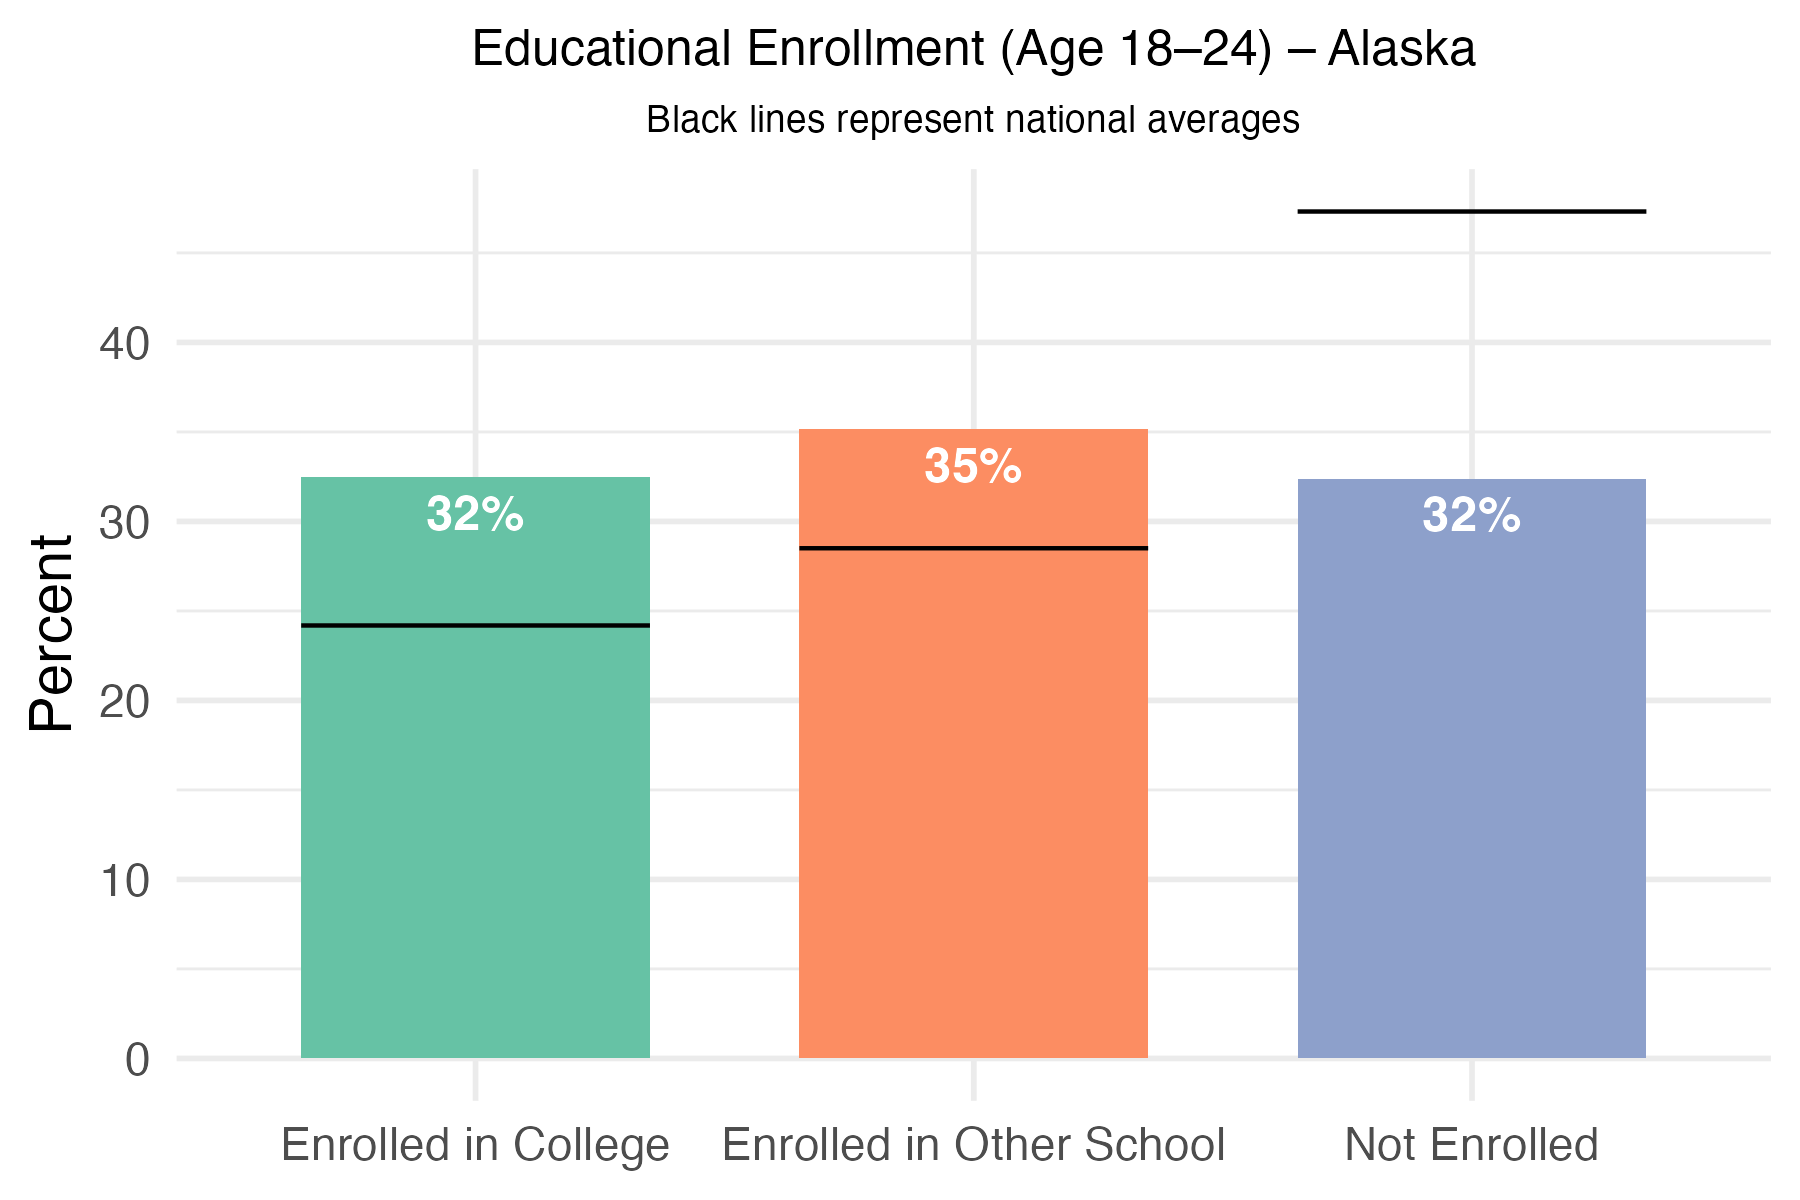 Educational Enrollment (Age 18–24) – Alaska
Black lines represent national averages
Percent
40
30
20
10
0
32%
35%
32%
Enrolled in College
Enrolled in Other School
Not Enrolled